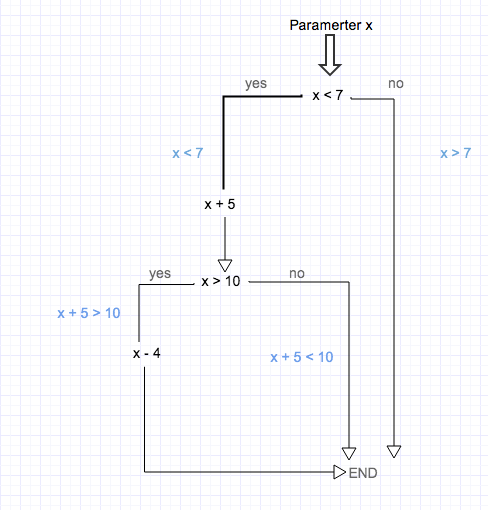 Paramerter x
yes
no
x < 7
x < 7
x > 7
x + 5
yes
no
x > 10
x + 5 > 10
x - 4
x + 5 < 10
END